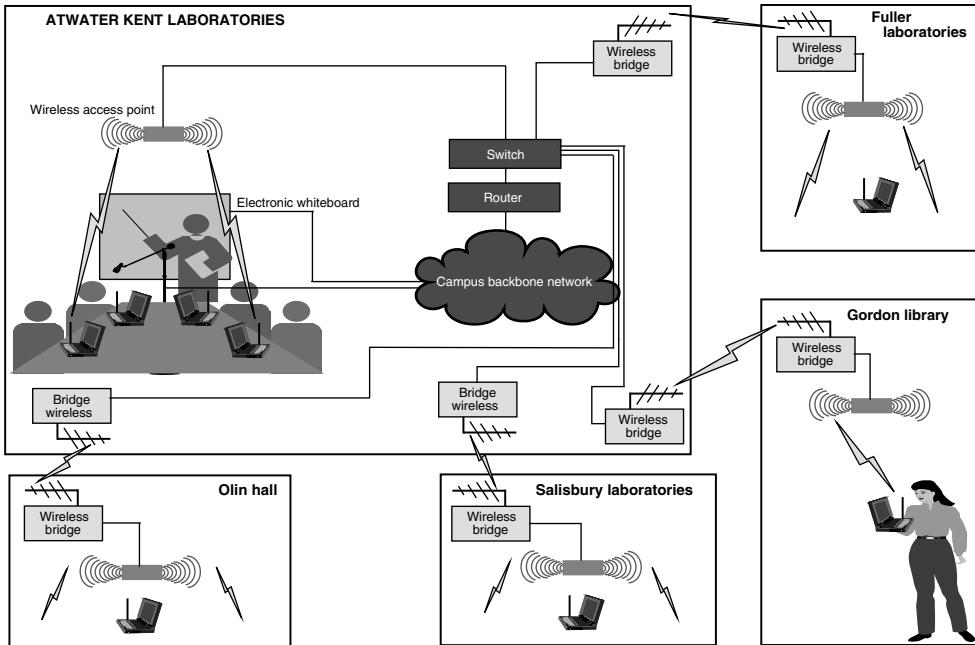 ATWATER KENT LABORATORIES
Wireless
bridge
Wireless access point
Switch
Router
Electronic whiteboard
Campus backbone network
Bridge
wireless
Bridge
wireless
Wireless
bridge
Fuller
laboratories
Wireless
bridge
Gordon library
Wireless
bridge
Olin hall
Wireless
bridge
Salisbury laboratories
Wireless
bridge